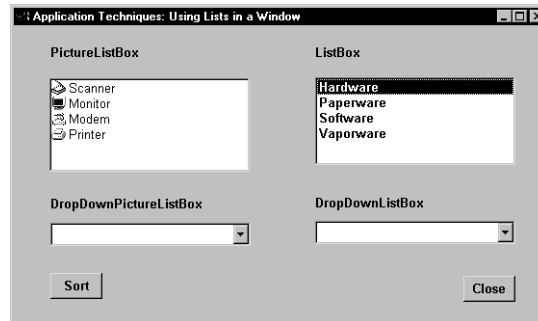 Application Techniques: Using Lists in a Window
PictureListBox
ListBox
Scanner
Monitor
Modem
Printer
Hardware
Paperware
Software
Vaporware
DropDownPictureListBox
DropDownListBox
Sort
Close